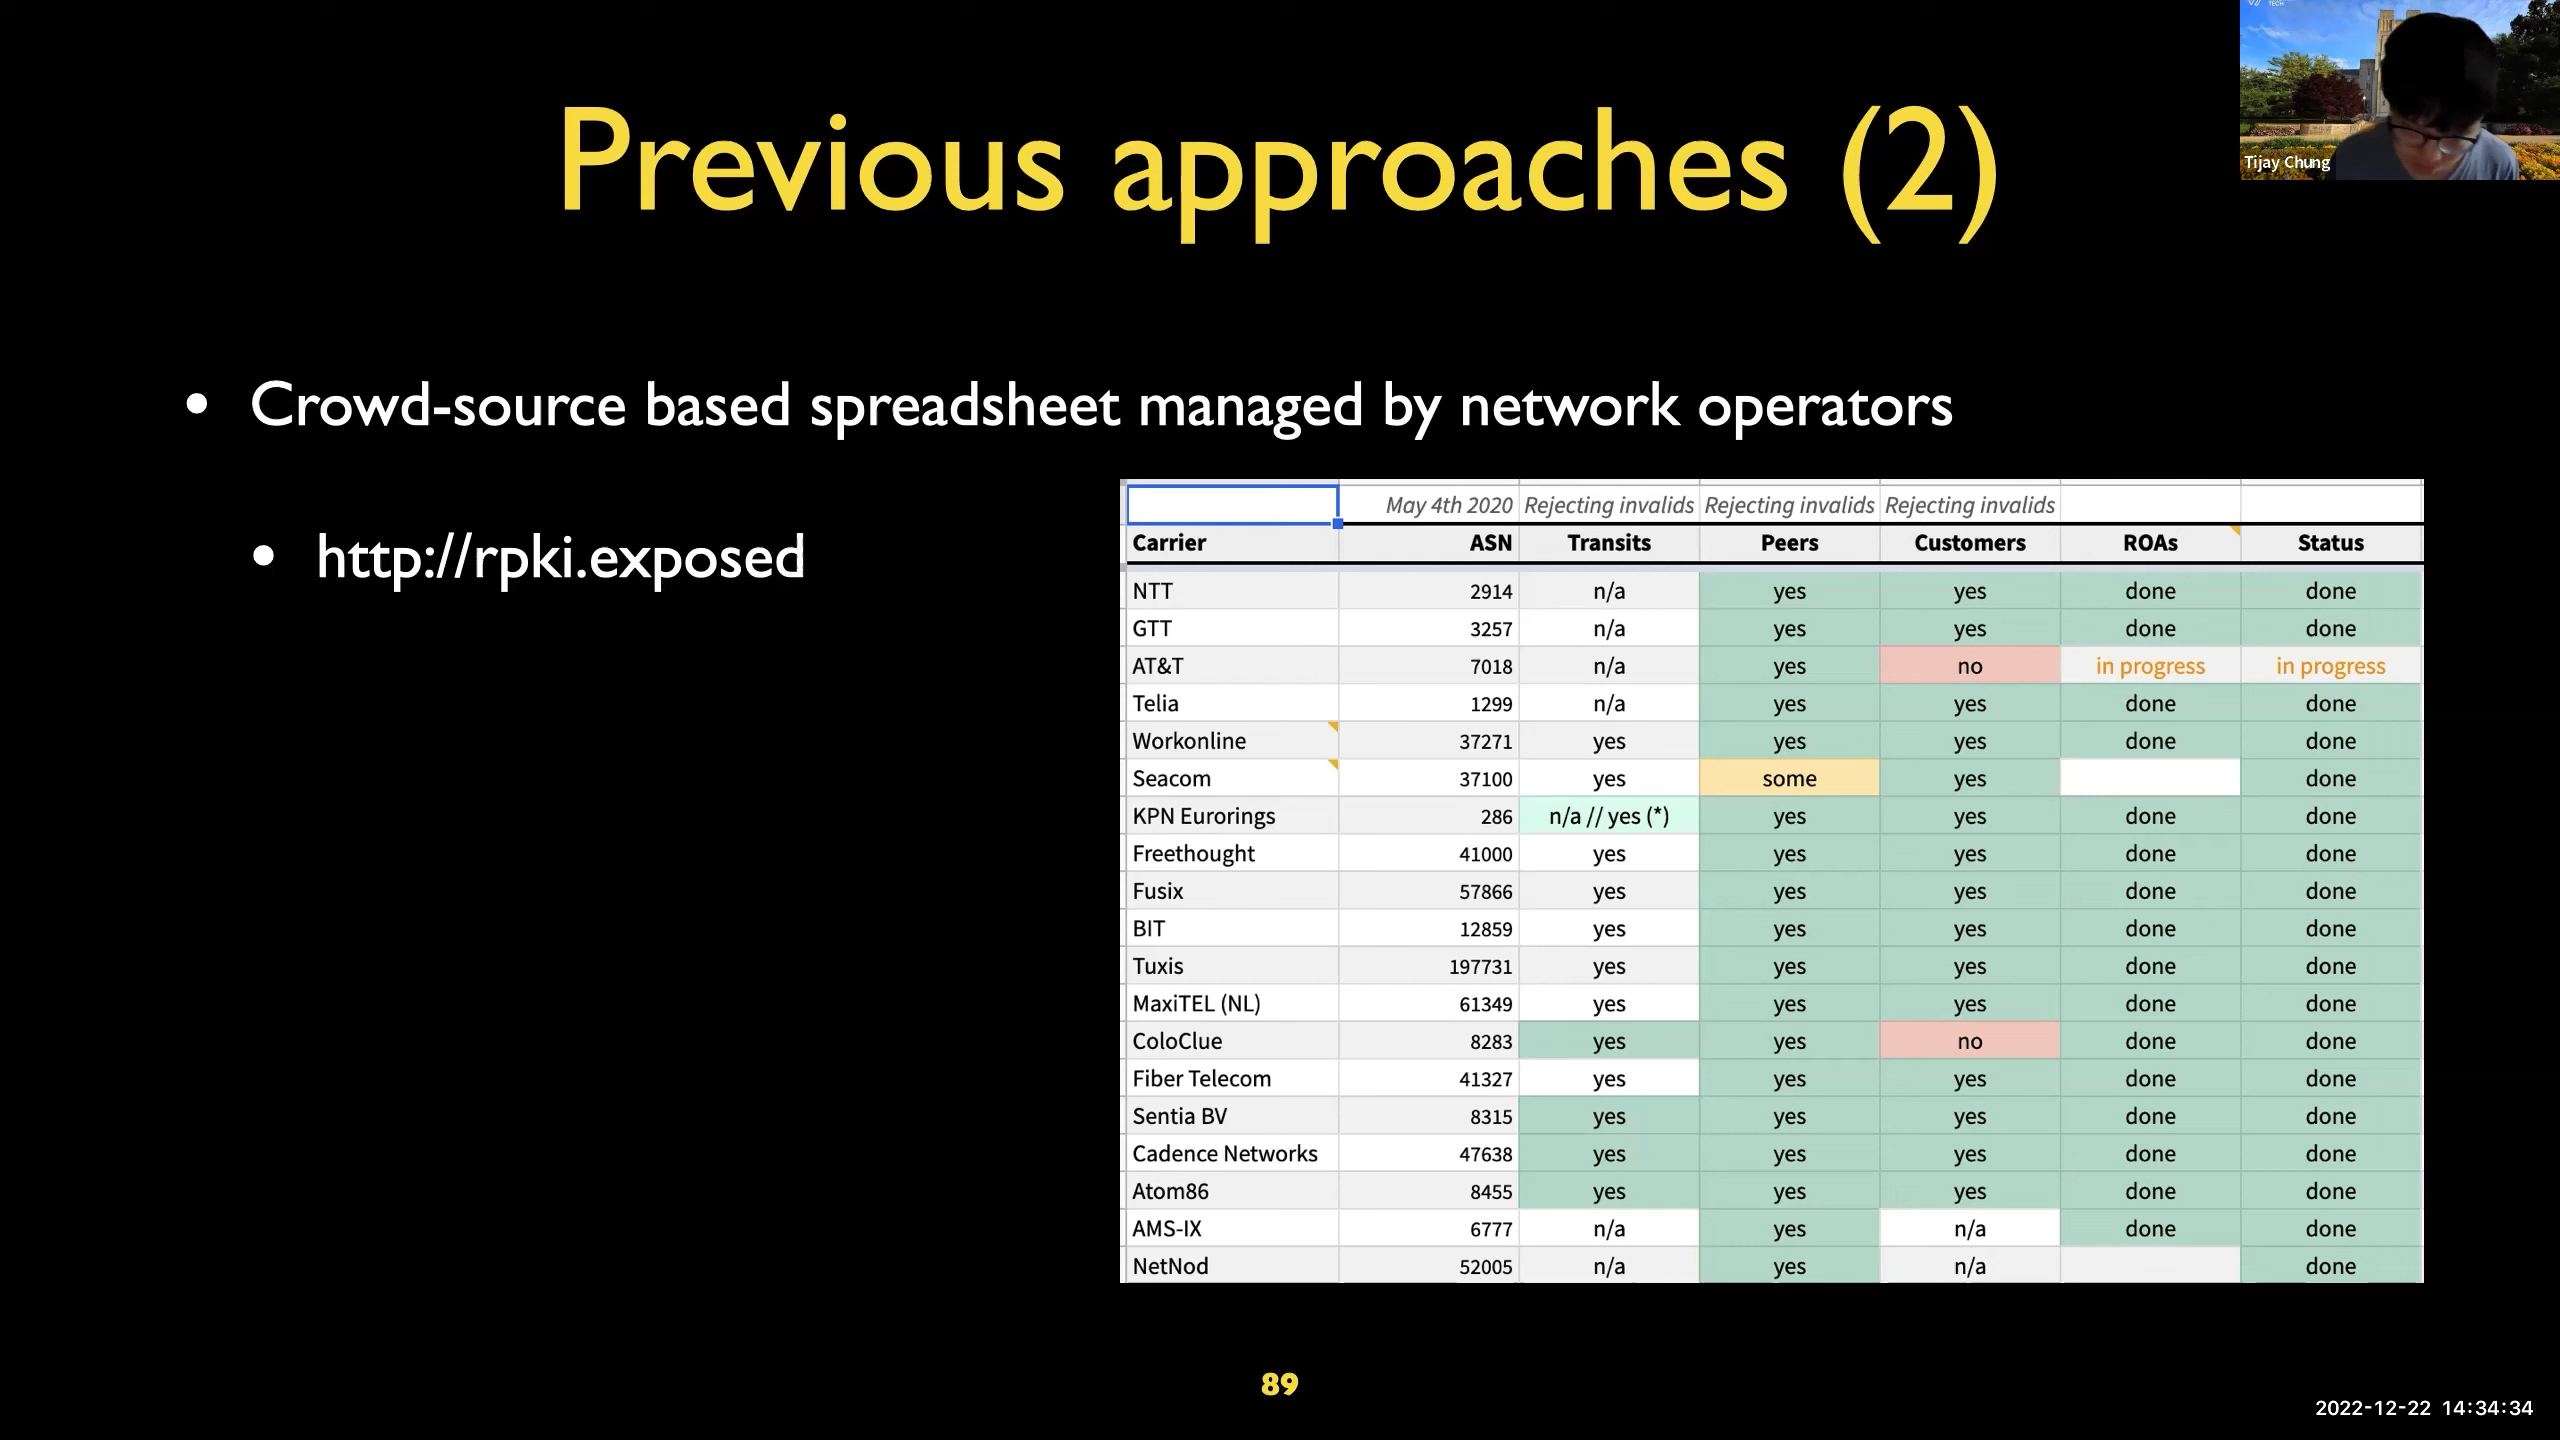 TECH
Tijay Chung
Previous approaches (2)
• Crowd-source based spreadsheet managed by network operators
• http://rpki.exposed
May 4th 2020 Rejecting invalids Rejecting invalids Rejecting invalids
Carrier ASN Transits Peers Customers ROAs Status
NTT 2914 n/a yes yes done done
GTT 3257 n/a yes yes done done
AT&T 7018 n/a yes no in progress in progress
Telia 1299 n/a yes yes done done
Workonline 37271 yes yes yes done done
Seacom 37100 yes some yes done
KPN Eurorings 286 n/a // yes (*) yes yes done done
Freethought 41000 yes yes yes done done
Fusix 57866 yes yes yes done done
BIT 12859 yes yes yes done done
Tuxis 197731 yes yes yes done done
MaxiTEL (NL) 61349 yes yes yes done done
ColoClue 8283 yes yes no done done
Fiber Telecom 41327 yes yes yes done done
Sentia BV 8315 yes yes yes done done
Cadence Networks 47638 yes yes yes done done
Atom86 8455 yes yes yes done done
AMS-IX 6777 n/a yes n/a done done
NetNod 52005 n/a yes n/a done
89
2022-12-22 14:34:34